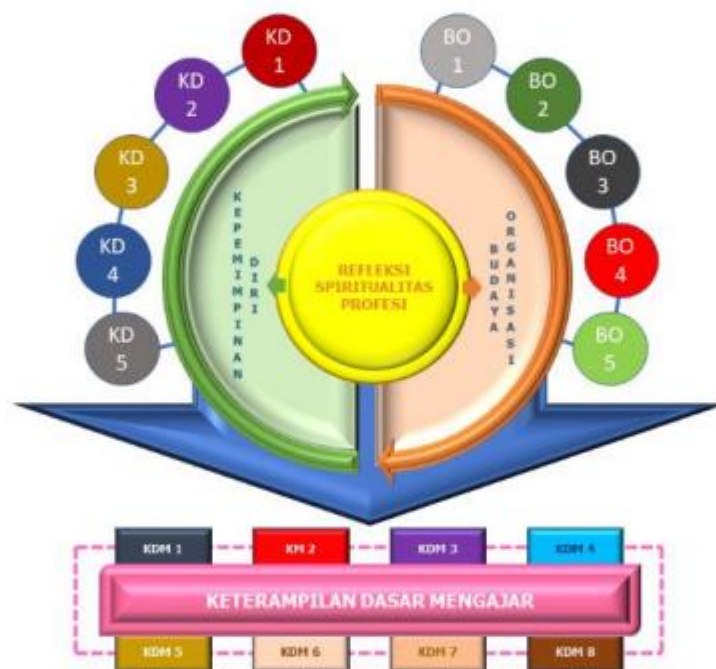 KD
1
KD
2
KD
3
KD
4
KD
5
BO
1
BO
2
BO
3
BO
4
BO
5
KEPEMIMPINAN
DIRI
REFLEKSI
SPIRITUALITAS
PROFESI
BUDAYA
ORGANISASI
KDM 1
KM 2
KDM 3
KDM 4
KETERAMPILAN DASAR MENGAJAR
KDM 5
KDM 6
KDM 7
KDM 8